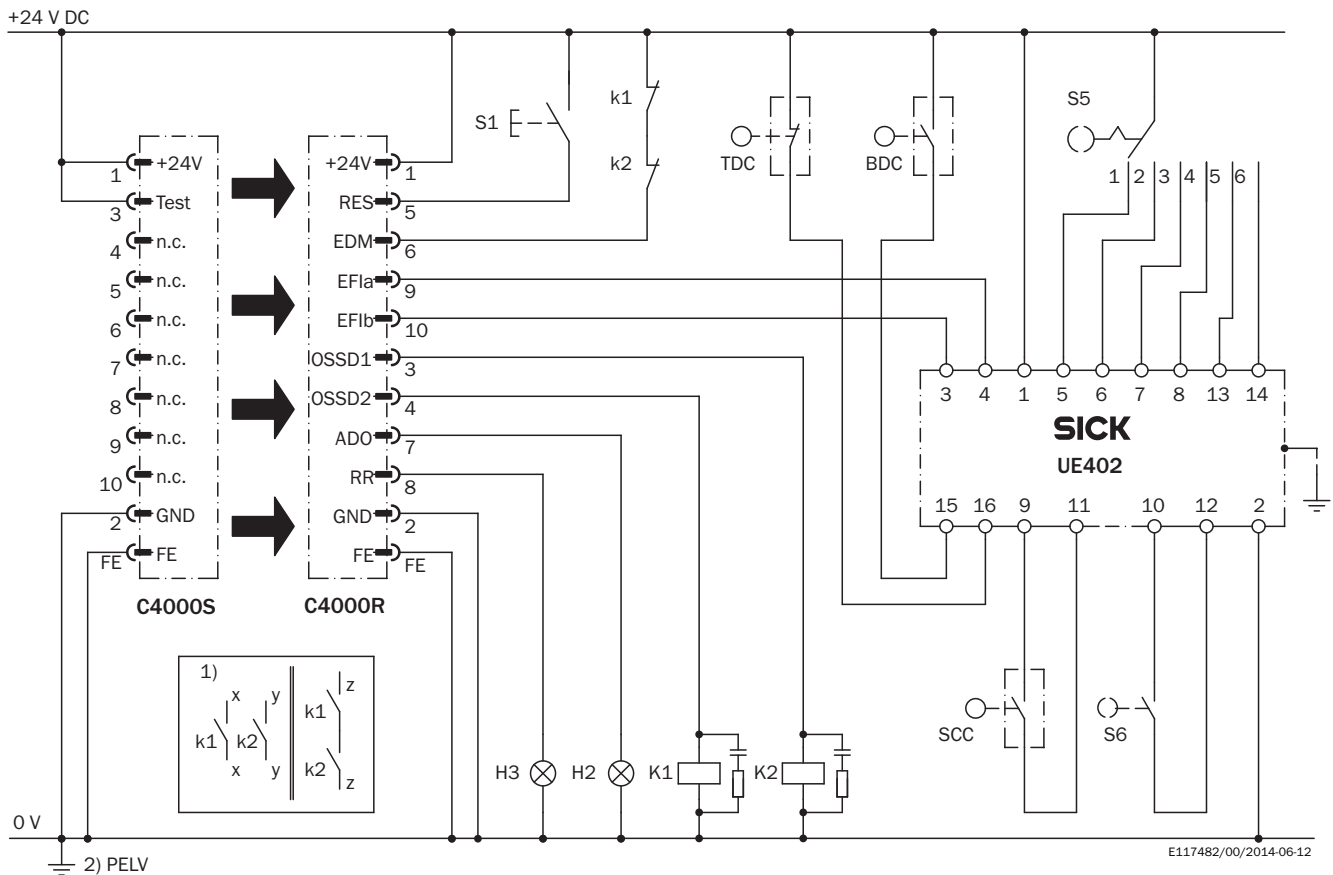 +24 V DC
S1
k1
k2
TDC
BDC
S5
1 2 3 4 5 6
+24V
1
Test
3
n.c.
4
n.c.
5
n.c.
6
n.c.
7
n.c.
8
n.c.
9
n.c.
10
GND
2
FE
FE
C4000S
+24V
1
RES
5
EDM
6
EFIa
9
EFIb
10
OSSD1
3
OSSD2
4
ADO
7
RR
8
GND
2
FE
FE
C4000R
3 4 1 5 6 7 8 13 14
SICK
UE402
15 16 9 11 10 12 2
SCC
S6
1)
x y z
k1 k2 k1
x y k2 z
H3 H2 K1 K2
0 V
2) PELV
E117482/00/2014-06-12